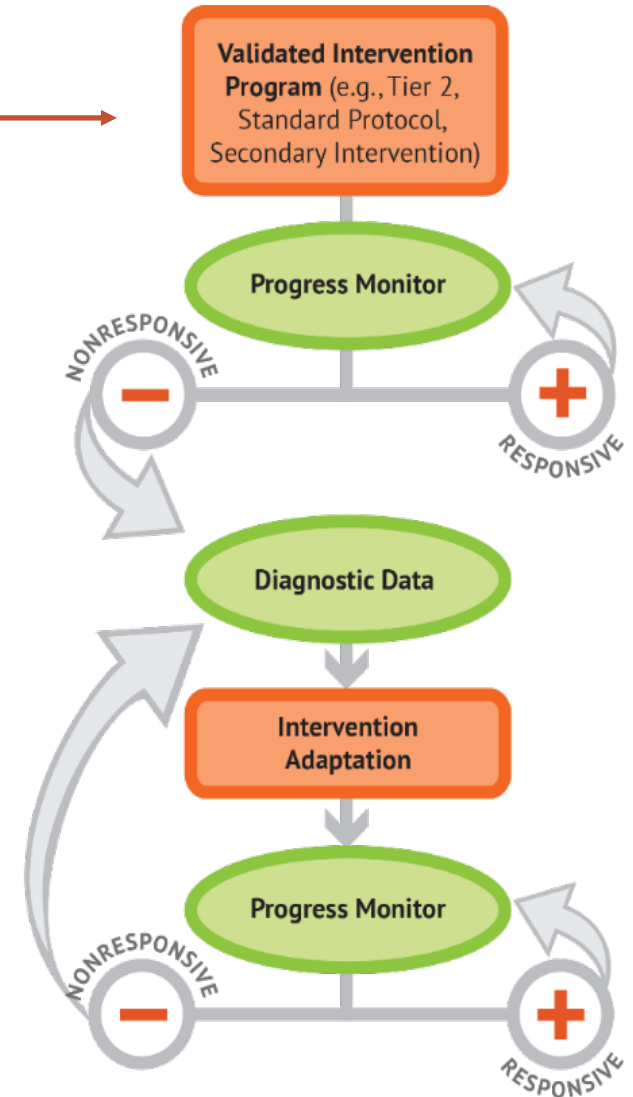 Validated Intervention
Program (e.g., Tier 2,
Standard Protocol,
Secondary Intervention)
Progress Monitor
NONRESPONSIVE
RESPONSIVE
Diagnostic Data
Intervention
Adaptation
Progress Monitor
NONRESPONSIVE
RESPONSIVE